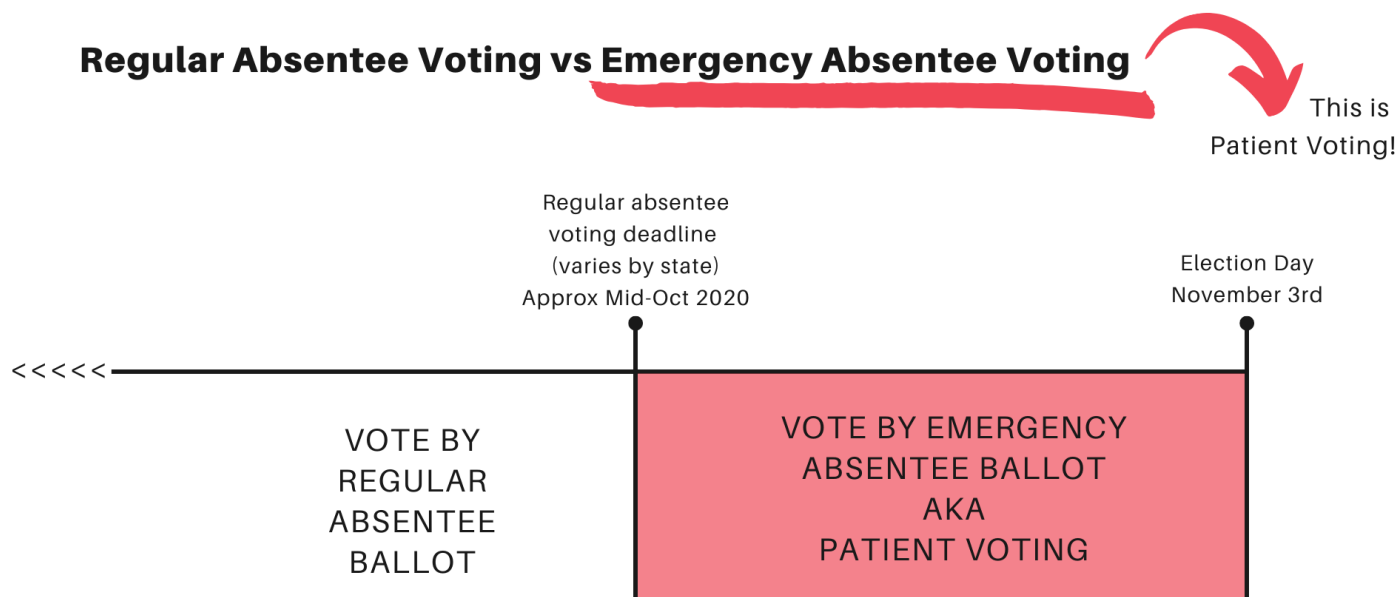 Regular Absentee Voting vs Emergency Absentee Voting
This is
Patient Voting!
Regular absentee
voting deadline
(varies by state)
Approx Mid-Oct 2020
Election Day
November 3rd
<<<<<
VOTE BY
REGULAR
ABSENTEE
BALLOT
VOTE BY EMERGENCY
ABSENTEE BALLOT
AKA
PATIENT VOTING